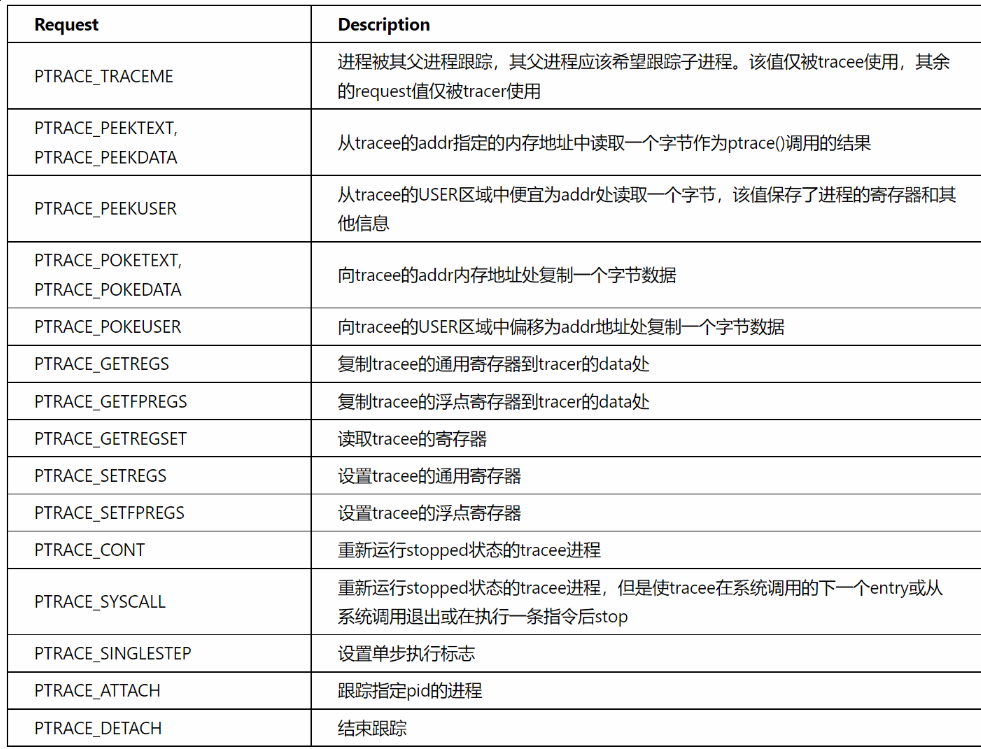 Request Description
PTRACE_TRACEME 进程被其父进程跟踪，其父进程应该希望跟踪子进程。该值仅被tracee使用，其余
的request值仅被tracer使用
PTRACE_PEEKTEXT,
PTRACE_PEEKDATA 从tracee的addr指定的内存地址中读取一个字节作为ptrace()调用的结果
PTRACE_PEEKUSER 从tracee的USER区域中便宜为addr处读取一个字节，该值保存了进程的寄存器和其
他信息
PTRACE_POKETEXT,
PTRACE_POKEDATA 向tracee的addr内存地址处复制一个字节数据
PTRACE_POKEUSER 向tracee的USER区域中偏移为addr地址处复制一个字节数据
PTRACE_GETREGS 复制tracee的通用寄存器到tracer的data处
PTRACE_GETFPREGS 复制tracee的浮点寄存器到tracer的data处
PTRACE_GETREGSET 读取tracee的寄存器
PTRACE_SETREGS 设置tracee的通用寄存器
PTRACE_SETFPREGS 设置tracee的浮点寄存器
PTRACE_CONT 重新运行stopped状态的tracee进程
PTRACE_SYSCALL 重新运行stopped状态的tracee进程，但是使tracee在系统调用的下一个entry或从
系统调用退出或在执行一条指令后stop
PTRACE_SINGLESTEP 设置单步执行标志
PTRACE_ATTACH 跟踪指定pid的进程
PTRACE_DETACH 结束跟踪